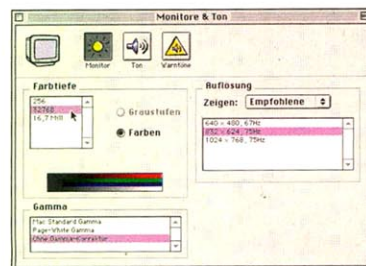 Monitore & Ton
Monitor
Ton
Warntöne
Farbtiefe
256
32768
16,7 Mill
Graustufen
Farben
Auflösung
Zeigen: Empfohlene
640 × 480, 67Hz
832 × 624, 75Hz
1024 × 768, 75Hz
Gamma
Mac Standard Gamma
Page-White Gamma
Ohne Gamma-Korrektur